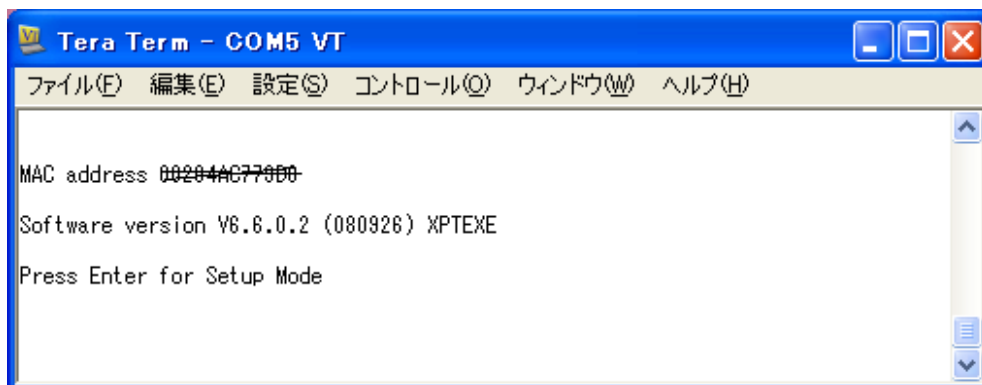 Tera Term - COM5 VT
ファイル(F) 編集(E) 設定(S) コントロール(O) ウィンドウ(W) ヘルプ(H)
MAC address
Software version V6.6.0.2 (080926) XPTEXE
Press Enter for Setup Mode